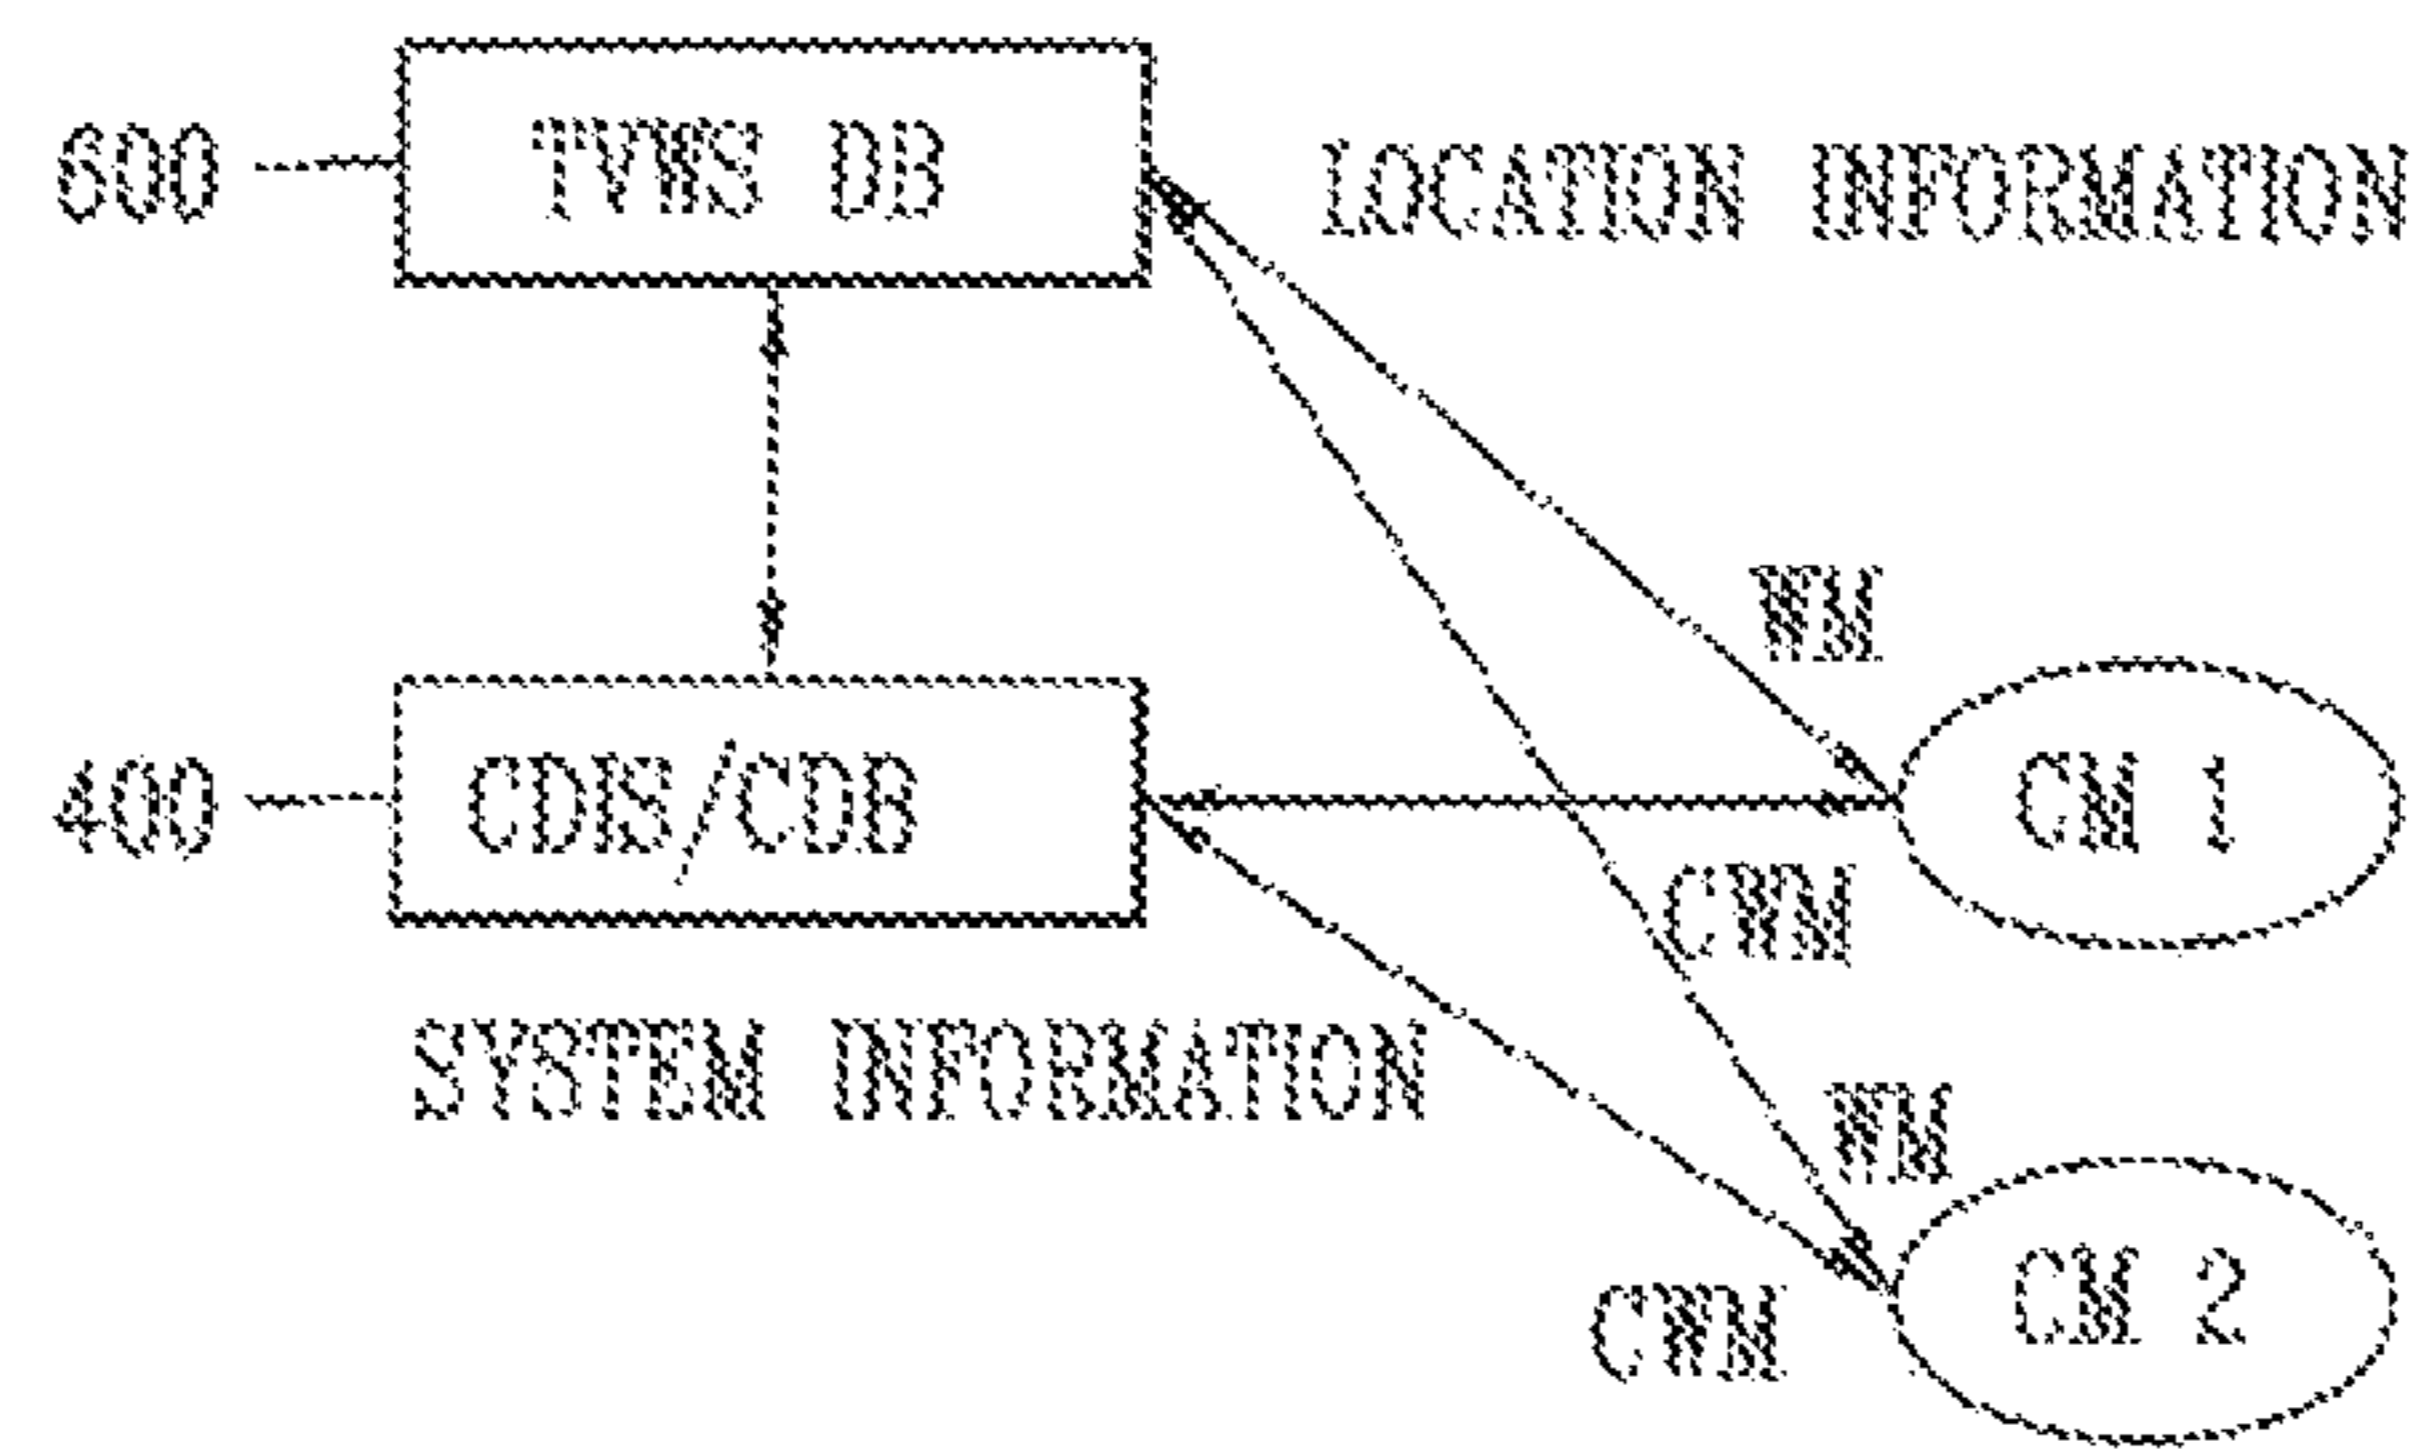 600
TVWS DB
LOCATION INFORMATION
WM
400
CDIS/CDB
CM 1
CWM
SYSTEM INFORMATION
WM
CM 2
CWM